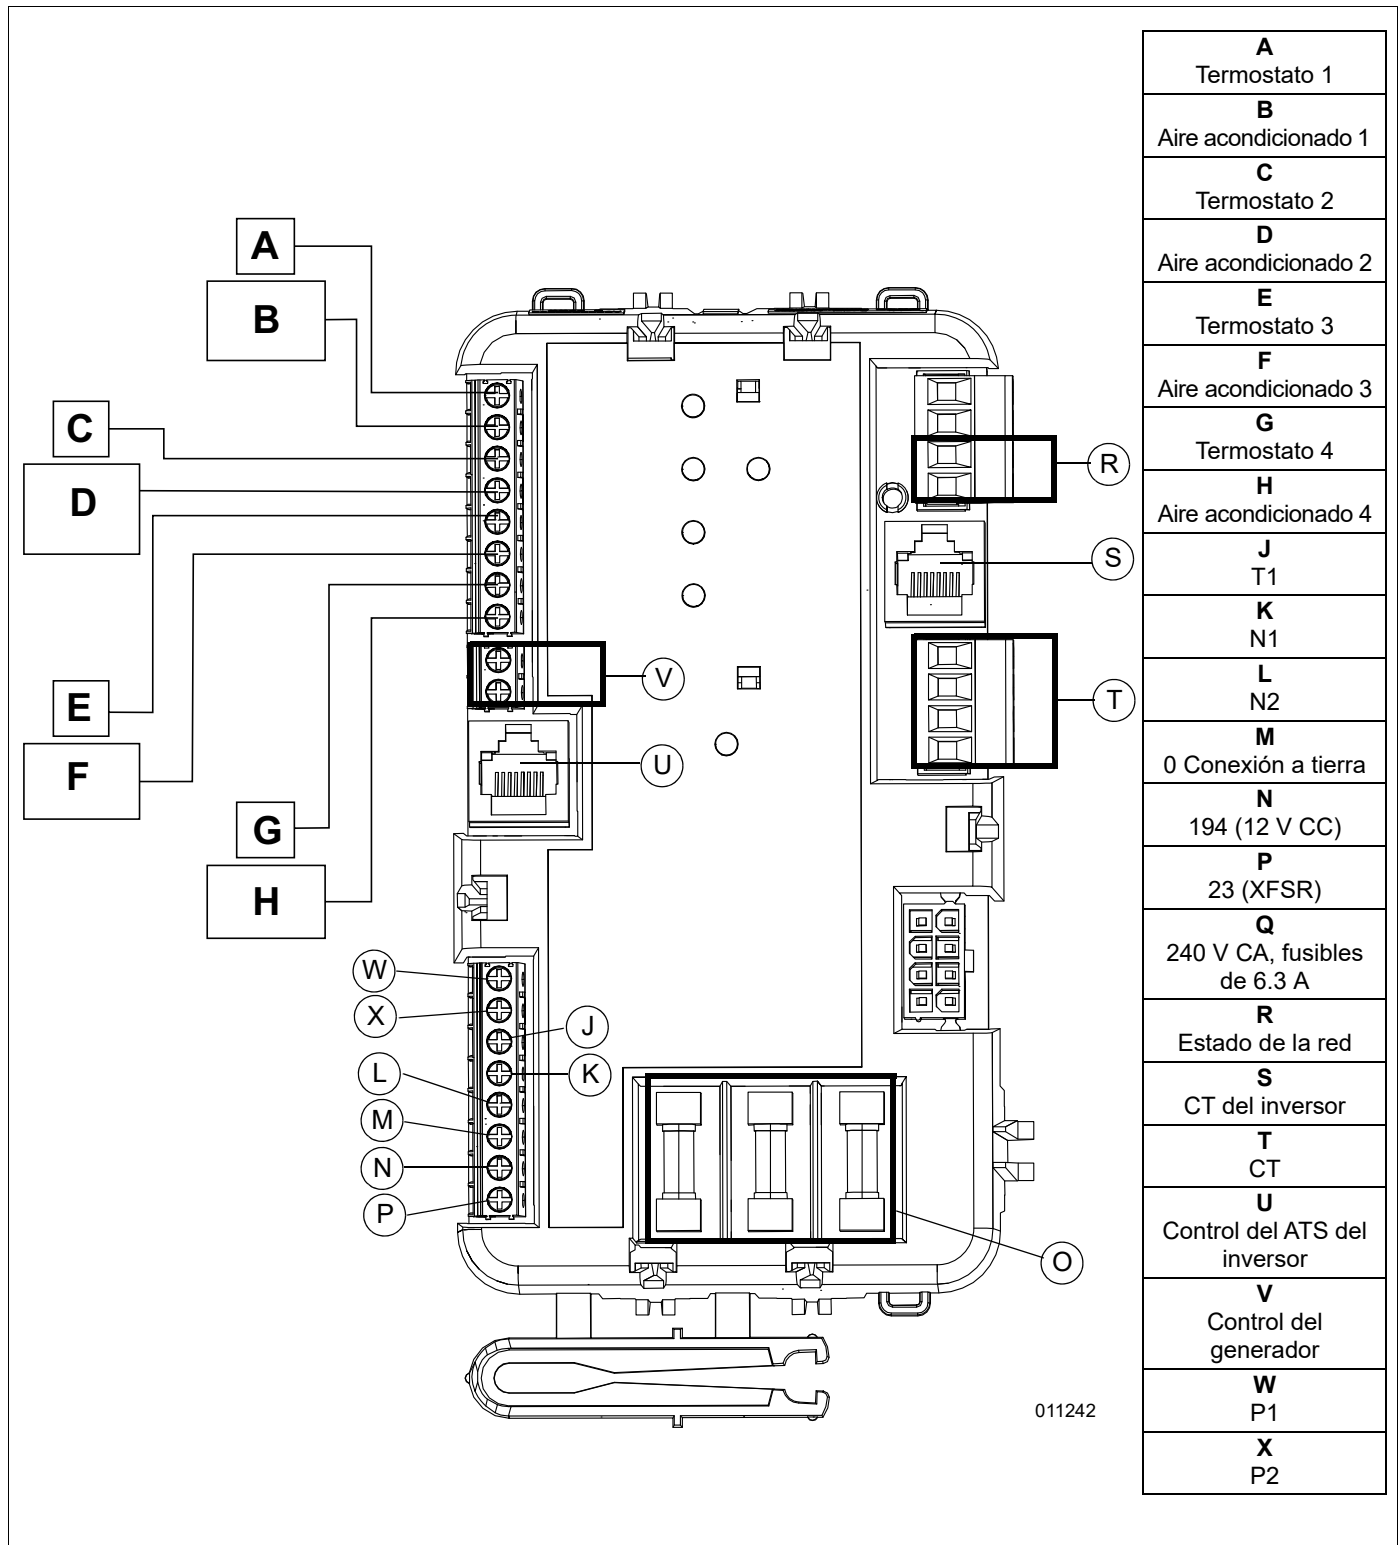 A
B
C
D
E
F
G
H
W
X
J
K
L
M
N
P
V
U
R
S
T
O
011242
A
Termostato 1
B
Aire acondicionado 1
C
Termostato 2
D
Aire acondicionado 2
E
Termostato 3
F
Aire acondicionado 3
G
Termostato 4
H
Aire acondicionado 4
J
T1
K
N1
L
N2
M
0 Conexión a tierra
N
194 (12 V CC)
P
23 (XFSR)
Q
240 V CA, fusibles
de 6.3 A
R
Estado de la red
S
CT del inversor
T
CT
U
Control del ATS del
inversor
V
Control del
generador
W
P1
X
P2